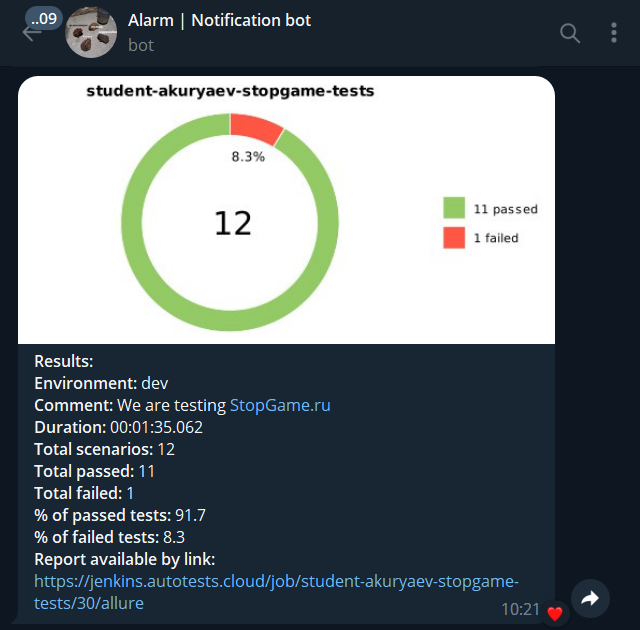 ..09
Alarm | Notification bot
bot
student-akuryaev-stopgame-tests
8.3%
12
11 passed
1 failed
Results:
Environment: dev
Comment: We are testing StopGame.ru
Duration: 00:01:35.062
Total scenarios: 12
Total passed: 11
Total failed: 1
% of passed tests: 91.7
% of failed tests: 8.3
Report available by link:
https://jenkins.autotests.cloud/job/student-akuryaev-stopgame-
tests/30/allure
10:21